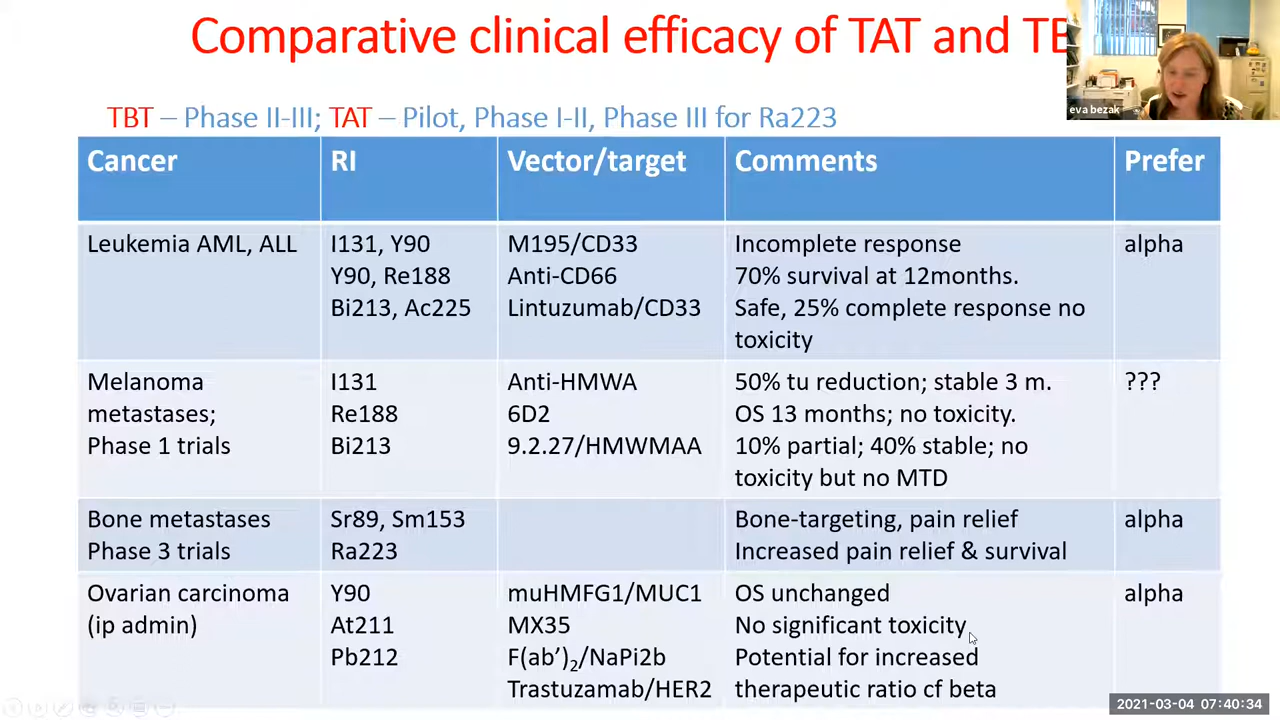 Comparative clinical efficacy of TAT and TB
eva bezak
TBT – Phase II-III; TAT – Pilot, Phase I-II, Phase III for Ra223
Cancer RI Vector/target Comments Prefer
Leukemia AML, ALL I131, Y90 M195/CD33 Incomplete response alpha
Y90, Re188 Anti-CD66 70% survival at 12months.
Bi213, Ac225 Lintuzumab/CD33 Safe, 25% complete response no
toxicity
Melanoma I131 Anti-HMWA 50% tu reduction; stable 3 m. ???
metastases; Re188 6D2 OS 13 months; no toxicity.
Phase 1 trials Bi213 9.2.27/HMWMAA 10% partial; 40% stable; no
toxicity but no MTD
Bone metastases Sr89, Sm153 Bone-targeting, pain relief alpha
Phase 3 trials Ra223 Increased pain relief & survival
Ovarian carcinoma Y90 muHMFG1/MUC1 OS unchanged alpha
(ip admin) At211 MX35 No significant toxicity
Pb212 F(ab’)₂/NaPi2b Potential for increased
Trastuzamab/HER2 therapeutic ratio cf beta
2021-03-04 07:40:34